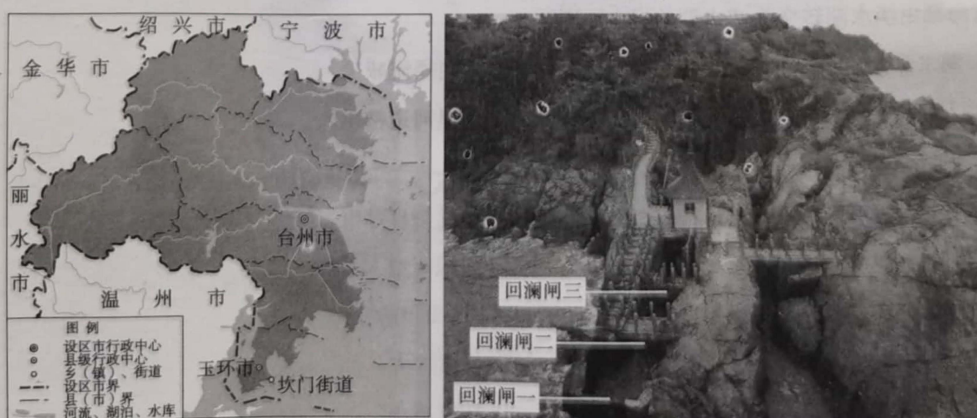 绍兴市
宁波市
金华市
丽水市
台州市
温州市
图例
设区市行政中心
县级行政中心
乡(镇)、街道
设区市界
县(市)界
河流、湖泊、水库
玉环市
坎门街道
回澜闸三
回澜闸二
回澜闸一